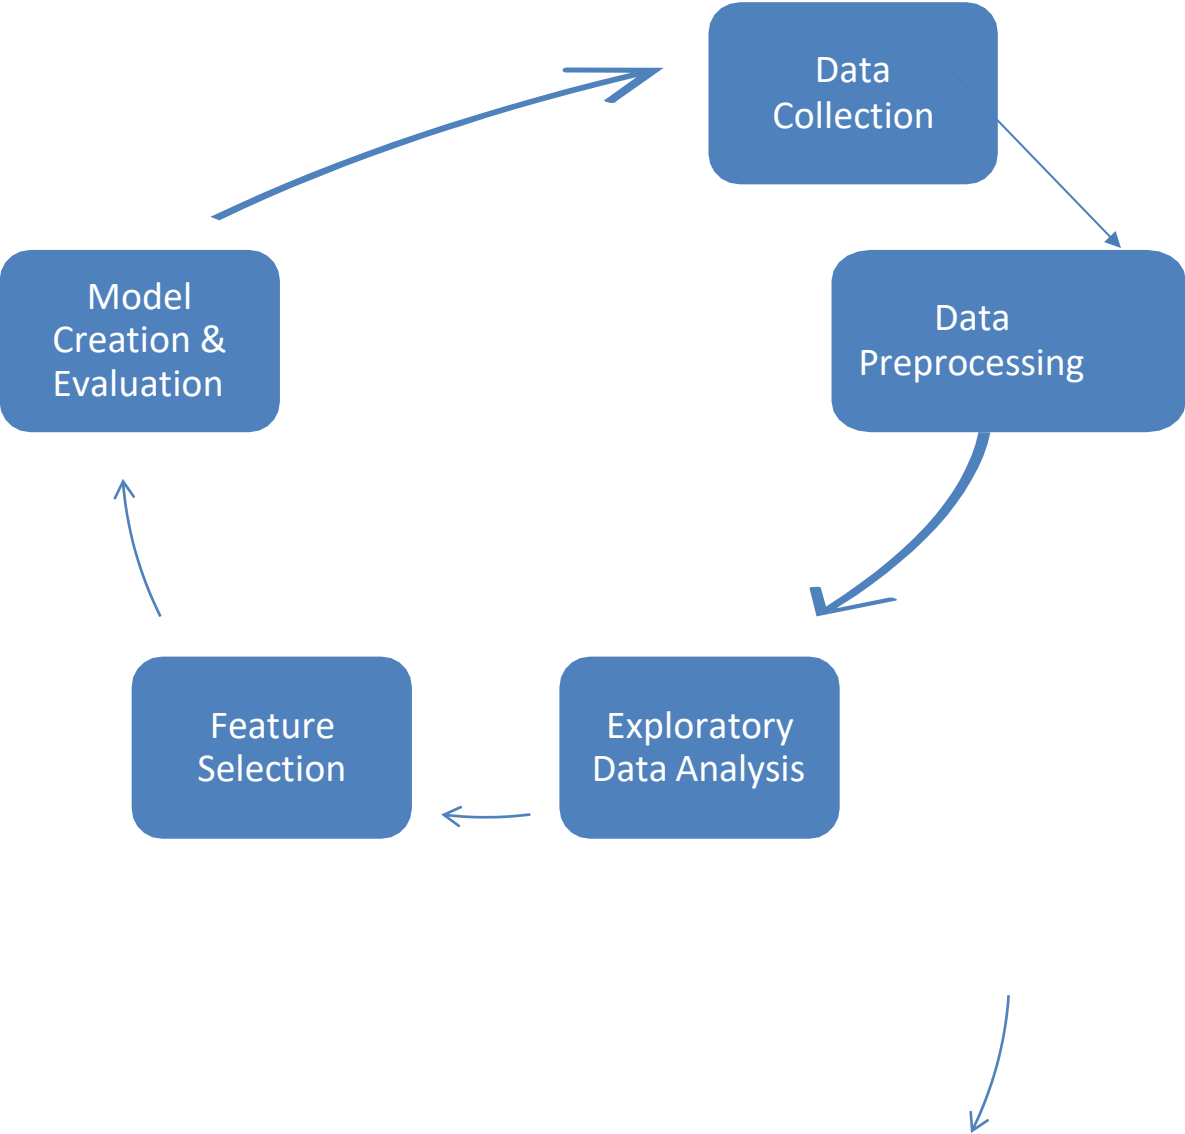 Data
Collection
Data
Preprocessing
Exploratory
Data Analysis
Feature
Selection
Model
Creation &
Evaluation